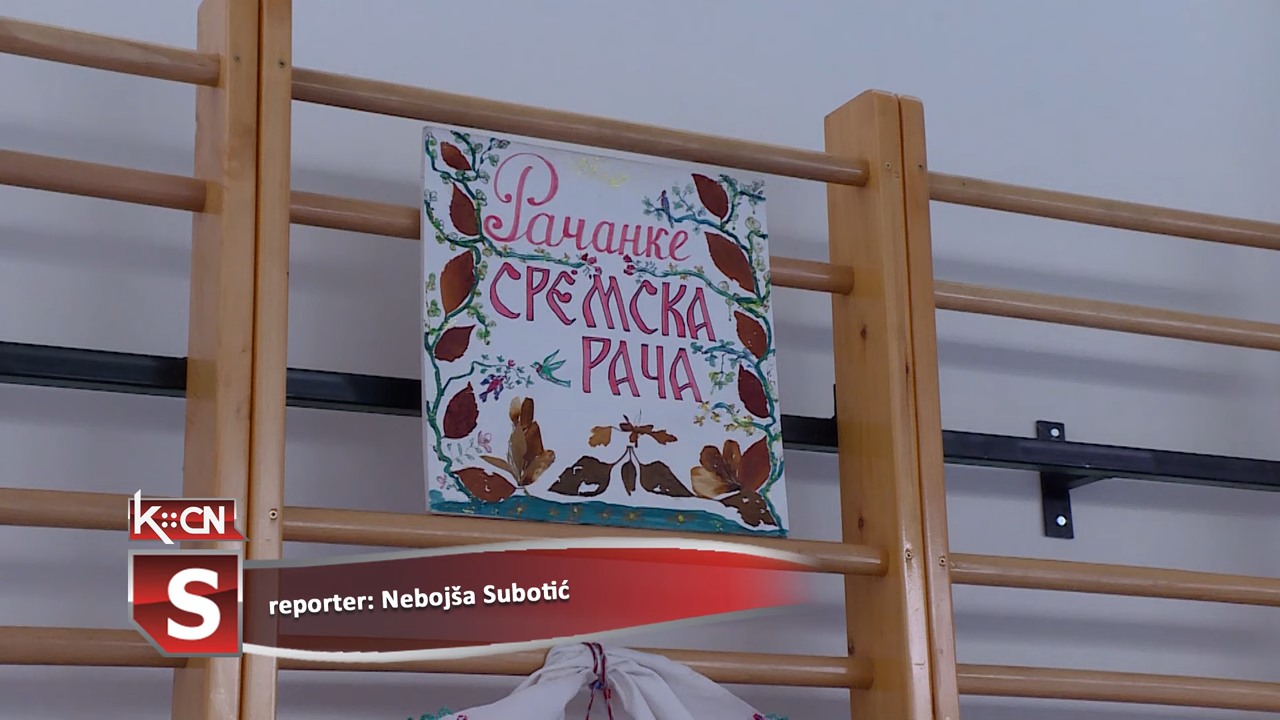 Рачанке
СРЕМСКА
РАЧА
K::CN
S
reporter: Nebojša Subotić